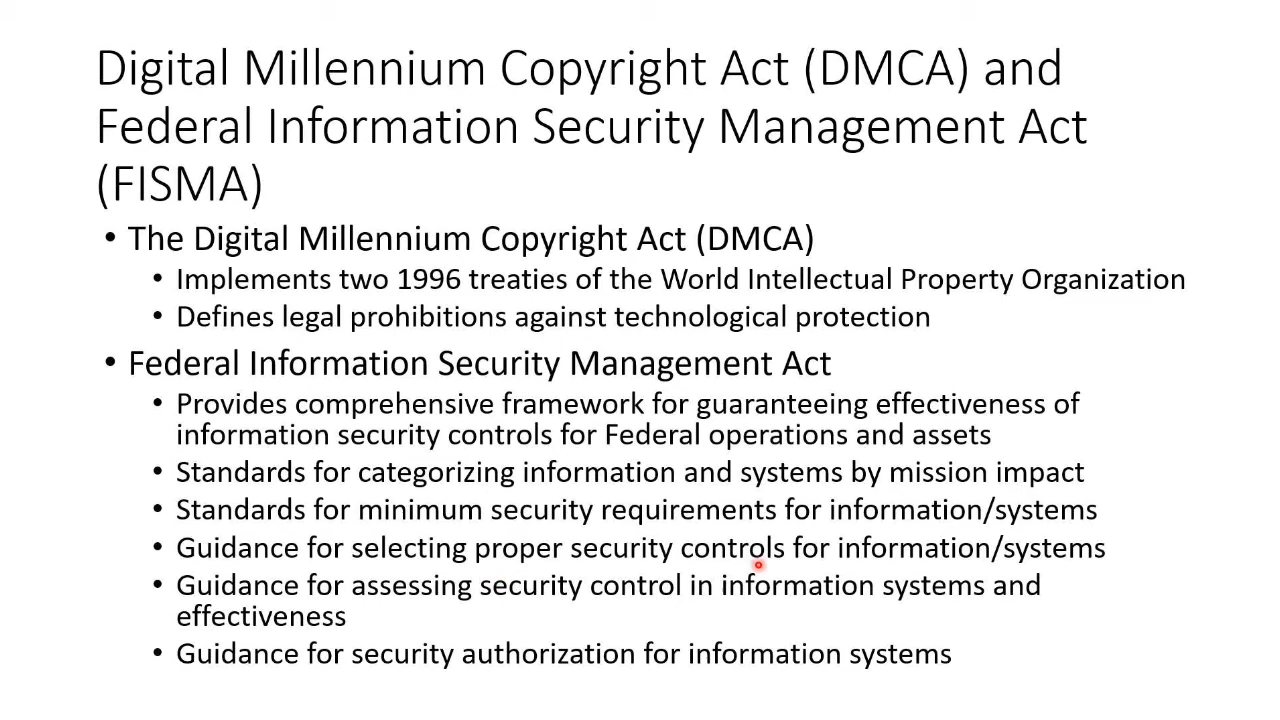 Digital Millennium Copyright Act (DMCA) and
Federal Information Security Management Act
(FISMA)
• The Digital Millennium Copyright Act (DMCA)
• Implements two 1996 treaties of the World Intellectual Property Organization
• Defines legal prohibitions against technological protection
• Federal Information Security Management Act
• Provides comprehensive framework for guaranteeing effectiveness of
information security controls for Federal operations and assets
• Standards for categorizing information and systems by mission impact
• Standards for minimum security requirements for information/systems
• Guidance for selecting proper security controls for information/systems
• Guidance for assessing security control in information systems and
effectiveness
• Guidance for security authorization for information systems